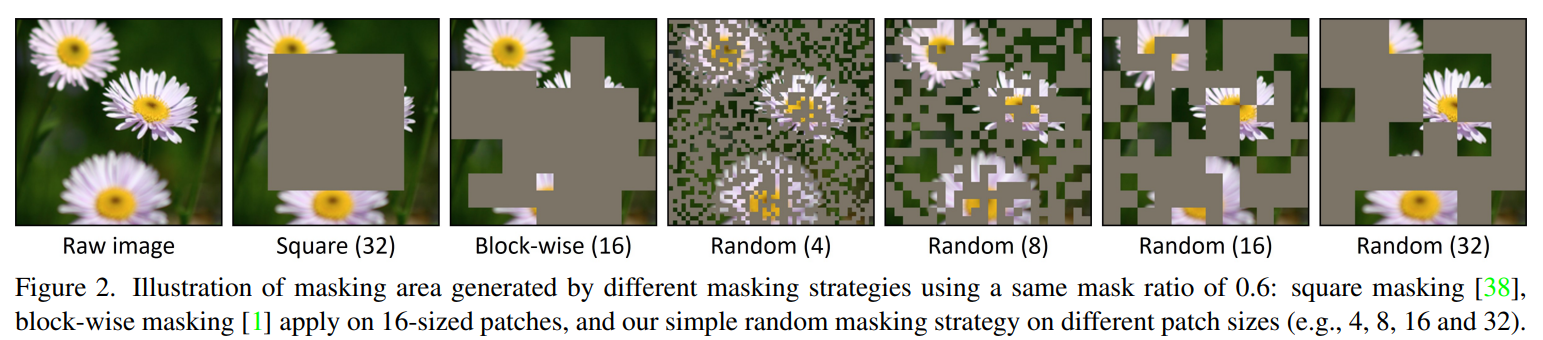 Raw image Square (32) Block-wise (16) Random (4) Random (8) Random (16) Random (32)
Figure 2. Illustration of masking area generated by different masking strategies using a same mask ratio of 0.6: square masking [38],
block-wise masking [1] apply on 16-sized patches, and our simple random masking strategy on different patch sizes (e.g., 4, 8, 16 and 32).